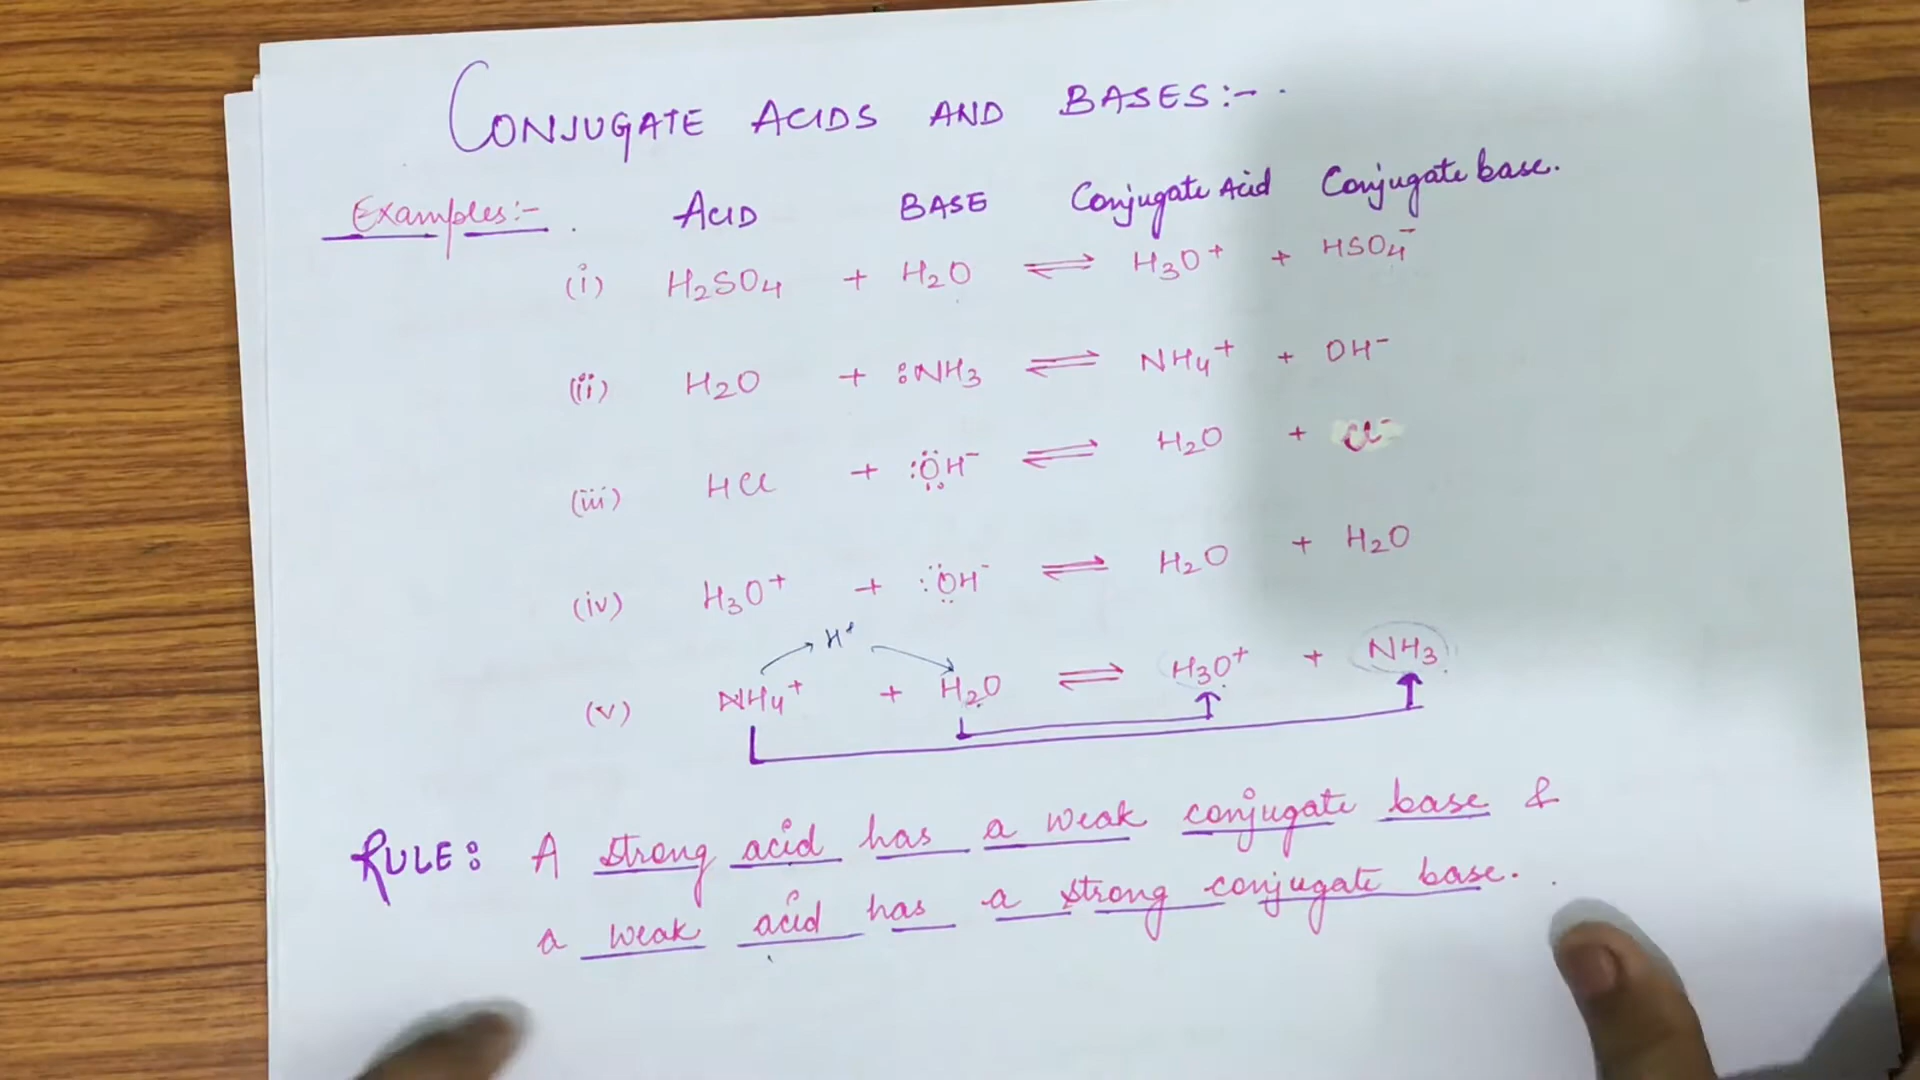 CONJUGATE ACIDS AND BASES:-
Examples:- ACID BASE Conjugate Acid Conjugate base.
(i) H2SO4 + H2O ⇌ H3O+ + HSO4-
(ii) H2O + :NH3 ⇌ NH4+ + OH-
(iii) HCl + :ÖH- ⇌ H2O + Cl-
(iv) H3O+ + :ÖH- ⇌ H2O + H2O
H+
(v) NH4+ + H2O ⇌ H3O+ + NH3
RULE: A strong acid has a weak conjugate base &
a weak acid has a strong conjugate base.